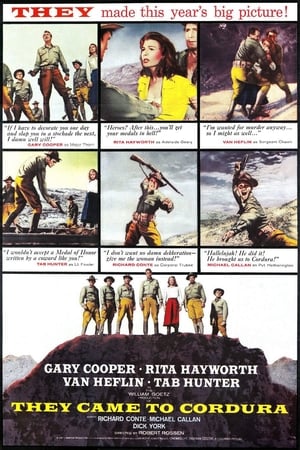 THEY made this year's big picture!
"If I have to decorate you one day
and slap you in a stockade the next,
I damn well will!"
GARY COOPER as Major Thorn
"Heroes? After this...you'll get
your medals in hell!"
RITA HAYWORTH as Adelaide Geary
"I'm wanted for murder anyway...
so I might as well..."
VAN HEFLIN as Sergeant Chawk
"I wouldn't accept a Medal of Honor
written by a coward like you!"
TAB HUNTER as Lt. Fowler
"I don't want us damn deliberation—
give me the woman instead!"
RICHARD CONTE as Corporal Trubee
"Hallelujah! He did it!
He brought us to Cordura!"
MICHAEL CALLAN as Pvt. Hetherington
GARY COOPER · RITA HAYWORTH
VAN HEFLIN · TAB HUNTER
WILLIAM GOETZ
THEY CAME TO CORDURA
RICHARD CONTE · MICHAEL CALLAN
DICK YORK
ROBERT ROSSEN